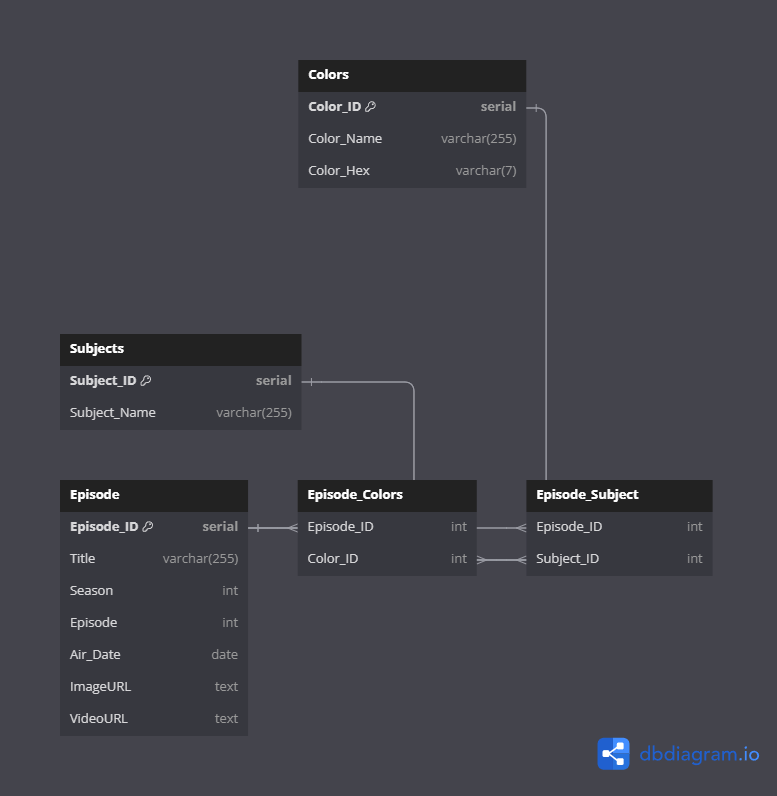 Colors
Color_ID serial
Color_Name varchar(255)
Color_Hex varchar(7)
Subjects
Subject_ID serial
Subject_Name varchar(255)
Episode
Episode_ID serial
Title varchar(255)
Season int
Episode int
Air_Date date
ImageURL text
VideoURL text
Episode_Colors
Episode_ID int
Color_ID int
Episode_Subject
Episode_ID int
Subject_ID int
dbdiagram.io